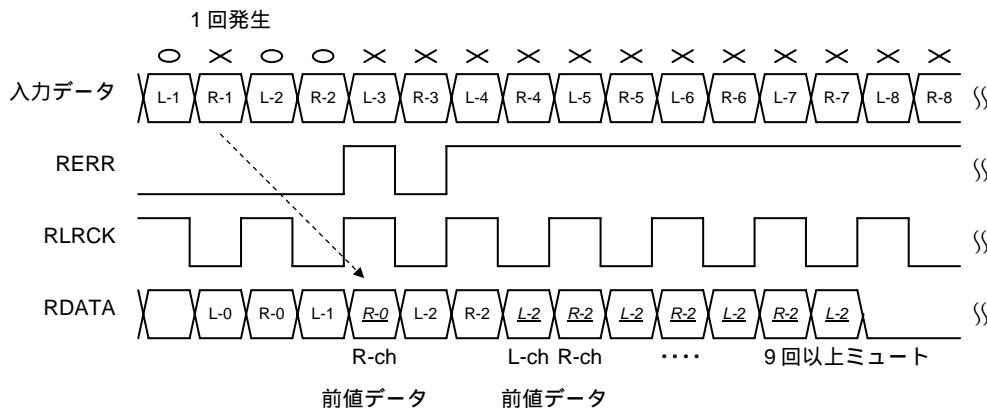 1 回発生
○ × ○ ○ × × × × × × × × × × × ×
入力データ L-1 R-1 L-2 R-2 L-3 R-3 L-4 R-4 L-5 R-5 L-6 R-6 L-7 R-7 L-8 R-8
RERR
RLRCK
RDATA L-0 R-0 L-1 R-0 L-2 R-2 L-2 R-2 L-2 R-2 L-2 R-2 L-2
R-ch L-ch R-ch ・・・・ 9 回以上ミュート
前値データ 前値データ